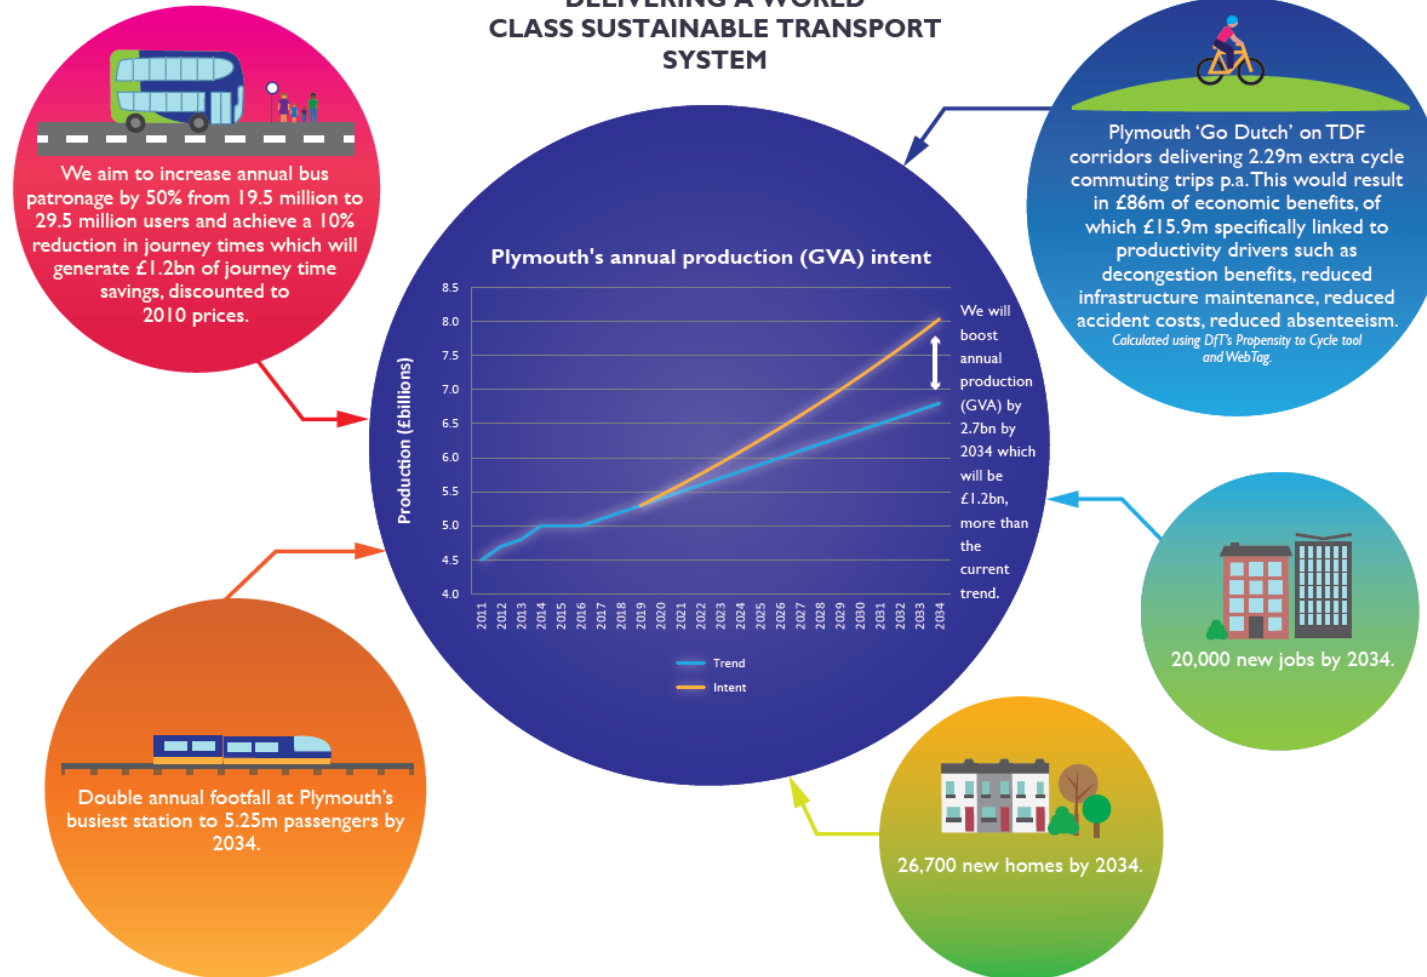 DELIVERING A WORLD
CLASS SUSTAINABLE TRANSPORT
SYSTEM
We aim to increase annual bus
patronage by 50% from 19.5 million to
29.5 million users and achieve a 10%
reduction in journey times which will
generate £1.2bn of journey time
savings, discounted to
2010 prices.
Plymouth ‘Go Dutch’ on TDF
corridors delivering 2.29m extra cycle
commuting trips p.a. This would result
in £86m of economic benefits, of
which £15.9m specifically linked to
productivity drivers such as
decongestion benefits, reduced
infrastructure maintenance, reduced
accident costs, reduced absenteeism.
Calculated using DfT's Propensity to Cycle tool
and WebTag.
Plymouth's annual production (GVA) intent
Production (£billions)
8.5
8.0
7.5
7.0
6.5
6.0
5.5
5.0
4.5
4.0
2011
2012
2013
2014
2015
2016
2017
2018
2019
2020
2021
2022
2023
2024
2025
2026
2027
2028
2029
2030
2031
2032
2033
2034
Trend
Intent
We will
boost
annual
production
(GVA) by
2.7bn by
2034 which
will be
£1.2bn,
more than
the
current
trend.
20,000 new jobs by 2034.
Double annual footfall at Plymouth's
busiest station to 5.25m passengers by
2034.
26,700 new homes by 2034.